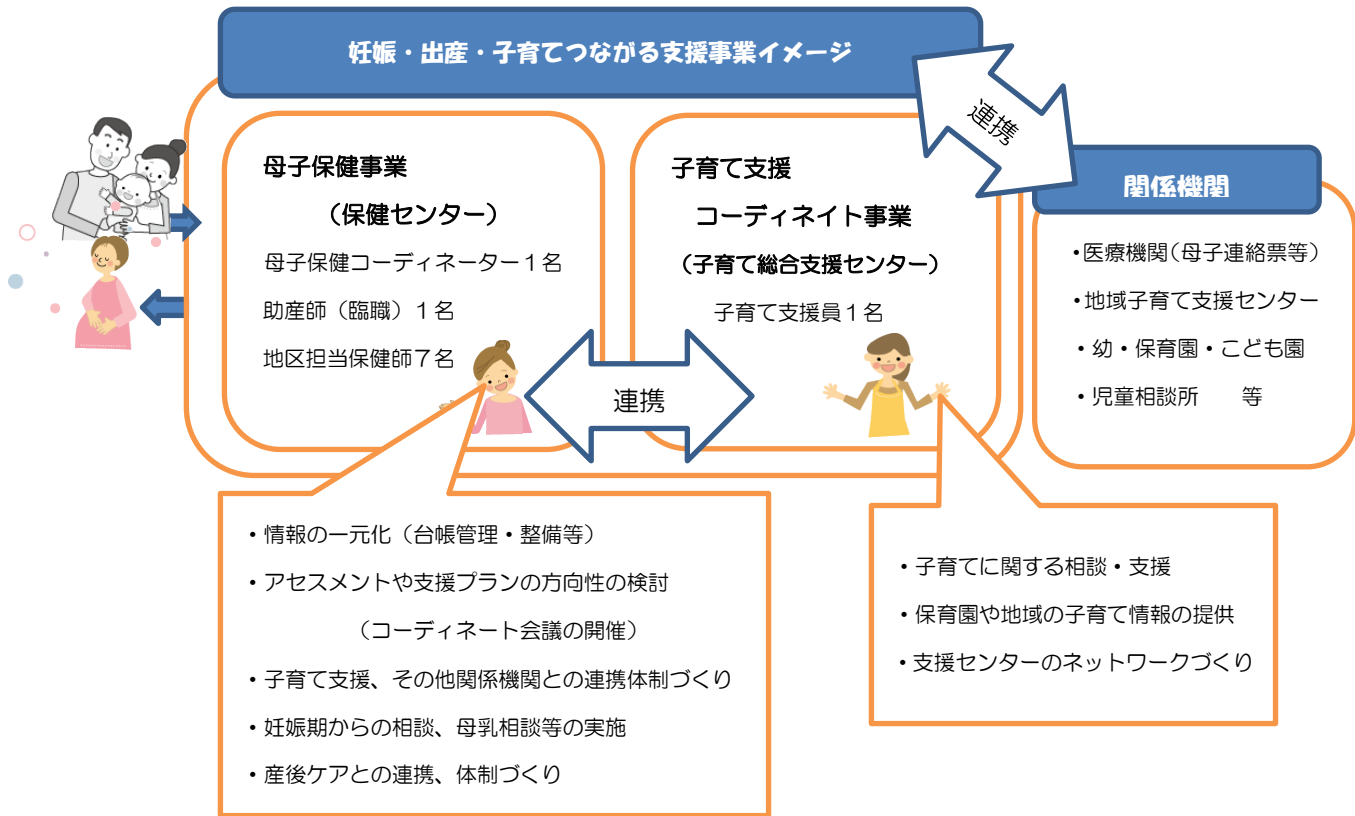 妊娠・出産・子育てつながる支援事業イメージ
連携
母子保健事業
（保健センター）
母子保健コーディネーター１名
助産師（臨職）１名
地区担当保健師７名
連携
子育て支援
コーディネイト事業
（子育て総合支援センター）
子育て支援員１名
関係機関
・医療機関（母子連絡票等）
・地域子育て支援センター
・幼・保育園・こども園
・児童相談所　等
・情報の一元化（台帳管理・整備等）
・アセスメントや支援プランの方向性の検討
（コーディネート会議の開催）
・子育て支援、その他関係機関との連携体制づくり
・妊娠期からの相談、母乳相談等の実施
・産後ケアとの連携、体制づくり
・子育てに関する相談・支援
・保育園や地域の子育て情報の提供
・支援センターのネットワークづくり